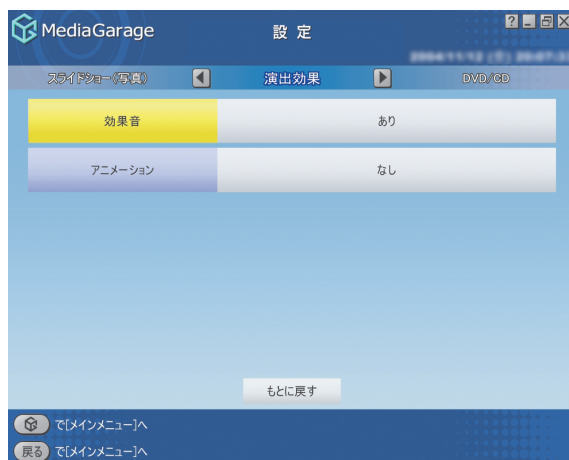 MediaGarage
設定
スライドショー(写真)
演出効果
DVD/CD
効果音
あり
アニメーション
なし
もとに戻す
で[メインメニュー]へ
戻る で[メインメニュー]へ